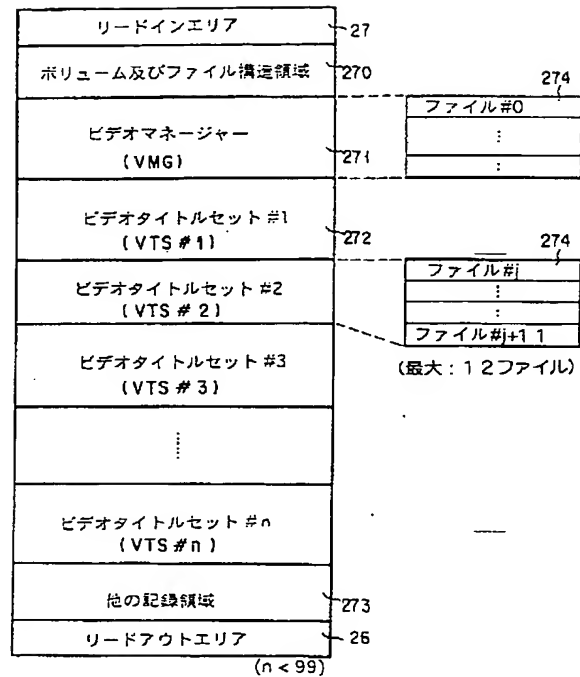 リードインエリア
27
ボリューム及びファイル構造領域
270
ビデオマネージャー
(VMG)
271
274
ファイル#0
⋮
⋮
ビデオタイトルセット #1
(VTS #1)
272
ビデオタイトルセット #2
(VTS # 2)
274
ファイル#j
⋮
⋮
ファイル#j+1 1
(最大：1 2ファイル)
ビデオタイトルセット #3
(VTS # 3)
⋮
ビデオタイトルセット #n
(VTS #n)
他の記録領域
273
リードアウトエリア
26
(n < 99)